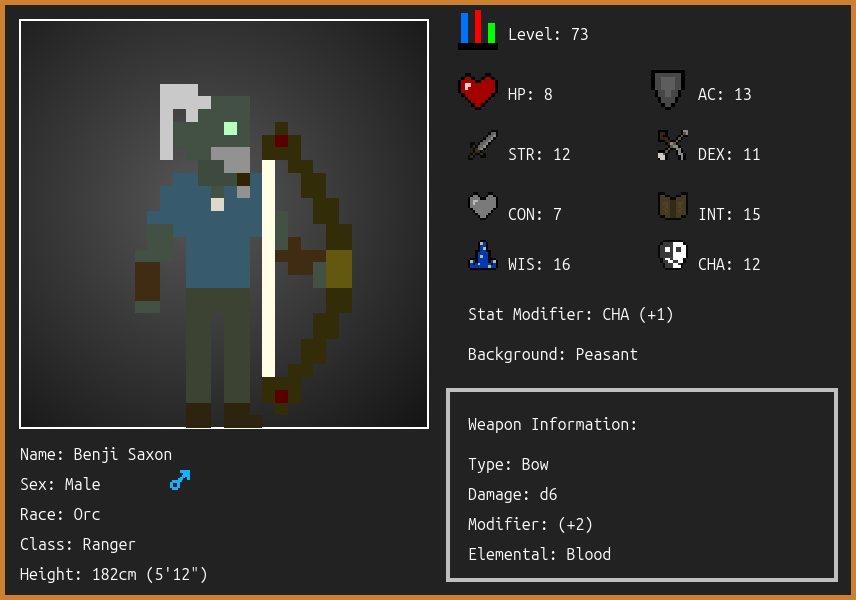 Level: 73
HP: 8
AC: 13
STR: 12
DEX: 11
CON: 7
INT: 15
WIS: 16
CHA: 12
Stat Modifier: CHA (+1)
Background: Peasant
Weapon Information:
Type: Bow
Damage: d6
Modifier: (+2)
Elemental: Blood
Name: Benji Saxon
Sex: Male
Race: Orc
Class: Ranger
Height: 182cm (5'12")